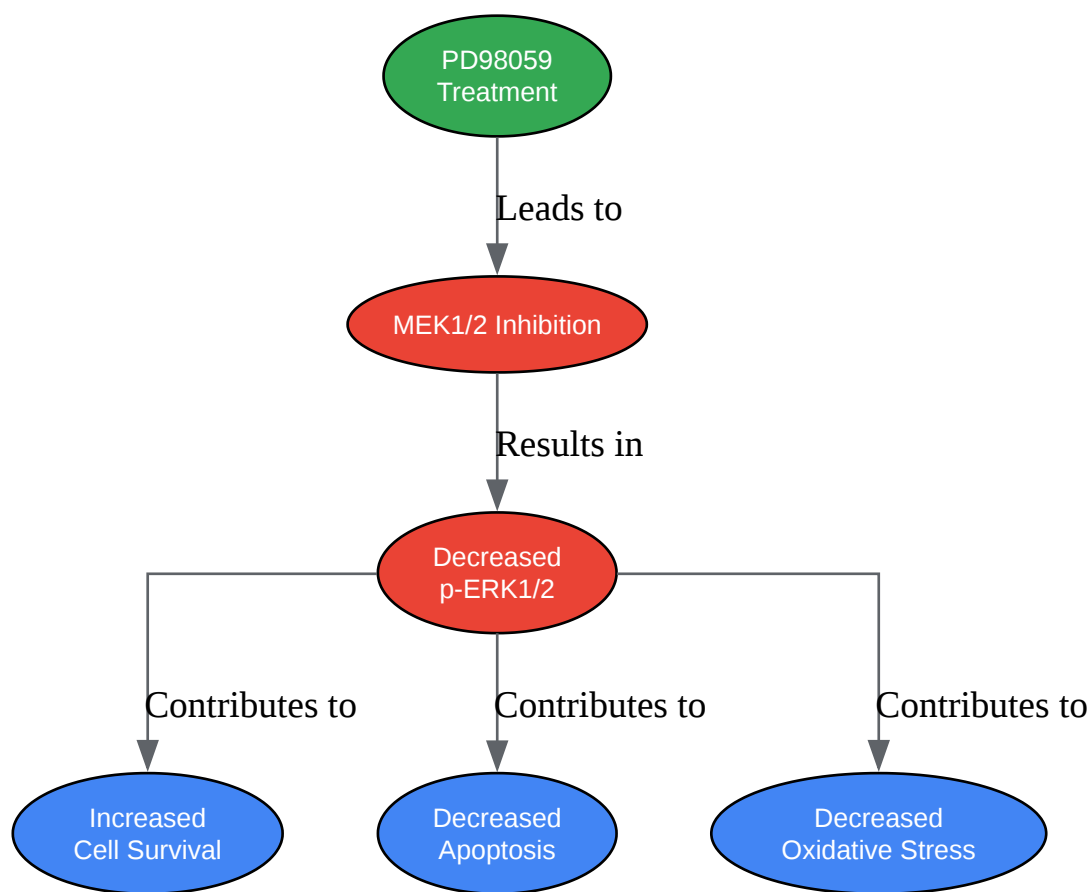 PD98059
Treatment
Leads to
MEK1/2 Inhibition
Results in
Decreased
p-ERK1/2
Contributes to
Contributes to
Contributes to
Increased
Cell Survival
Decreased
Apoptosis
Decreased
Oxidative Stress